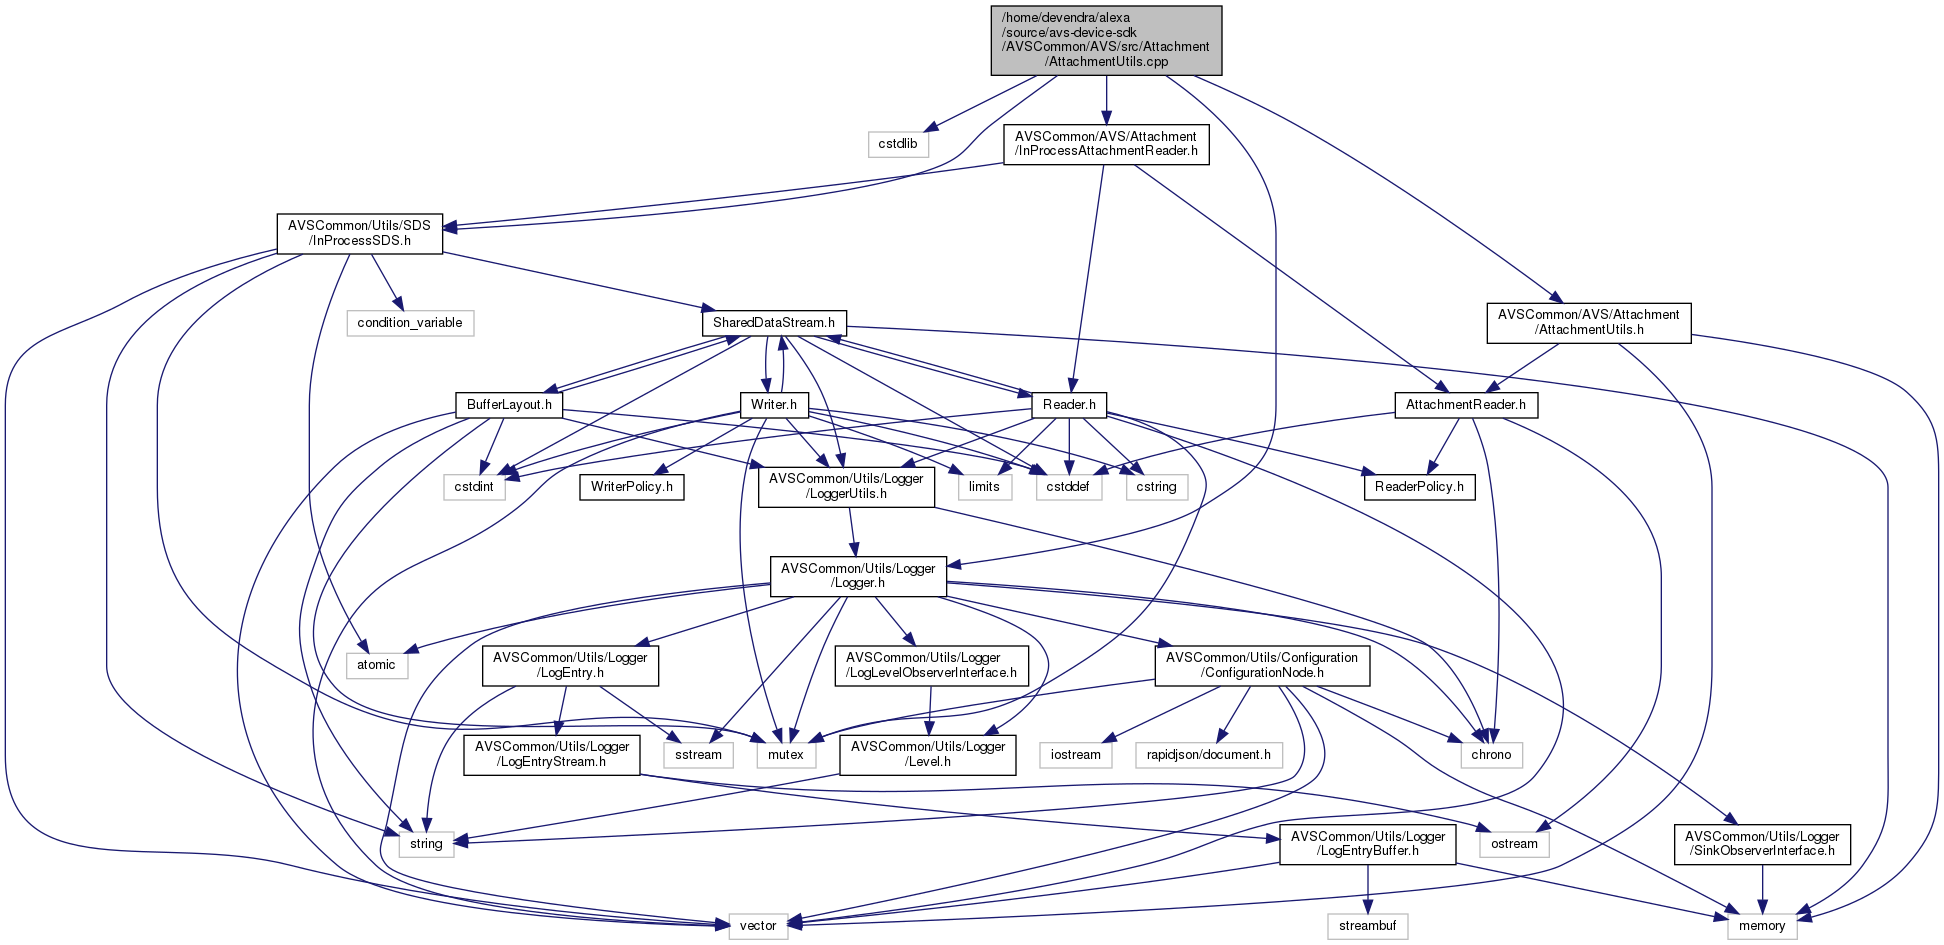 /home/devendra/alexa
/source/avs-device-sdk
/AVSCommon/AVS/src/Attachment
/AttachmentUtils.cpp
cstdlib
AVSCommon/AVS/Attachment
/InProcessAttachmentReader.h
AVSCommon/Utils/SDS
/InProcessSDS.h
condition_variable
SharedDataStream.h
AVSCommon/AVS/Attachment
/AttachmentUtils.h
BufferLayout.h
Writer.h
Reader.h
AttachmentReader.h
cstdint
WriterPolicy.h
AVSCommon/Utils/Logger
/LoggerUtils.h
limits
cstddef
cstring
ReaderPolicy.h
AVSCommon/Utils/Logger
/Logger.h
atomic
AVSCommon/Utils/Logger
/LogEntry.h
AVSCommon/Utils/Logger
/LogLevelObserverInterface.h
AVSCommon/Utils/Configuration
/ConfigurationNode.h
AVSCommon/Utils/Logger
/LogEntryStream.h
sstream
mutex
AVSCommon/Utils/Logger
/Level.h
iostream
rapidjson/document.h
chrono
string
AVSCommon/Utils/Logger
/LogEntryBuffer.h
ostream
AVSCommon/Utils/Logger
/SinkObserverInterface.h
vector
streambuf
memory